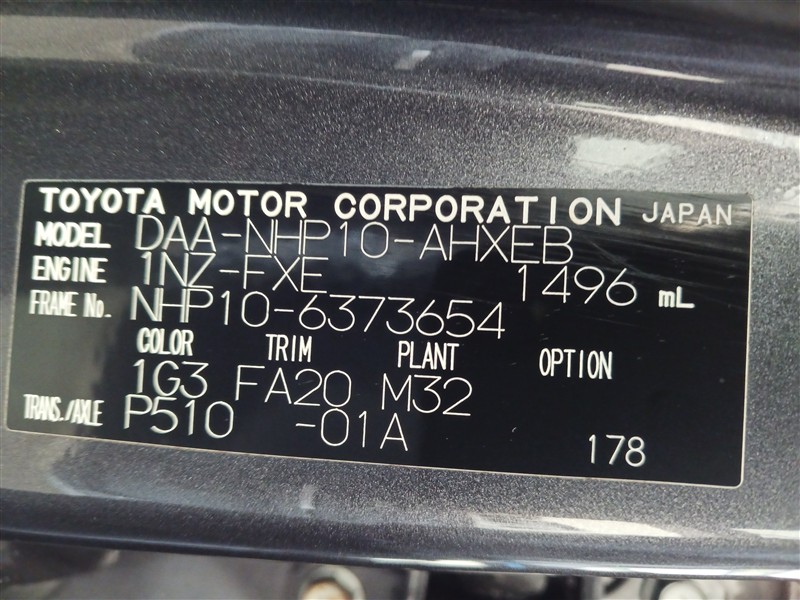 TOYOTA MOTOR CORPORATION JAPAN
MODEL DAA-NHP10-AHXEB
ENGINE 1NZ-FXE 1496 mL
FRAME No. NHP10-6373654
COLOR TRIM PLANT OPTION
1G3 FA20 M32
TRANS./AXLE P510 -01A 178